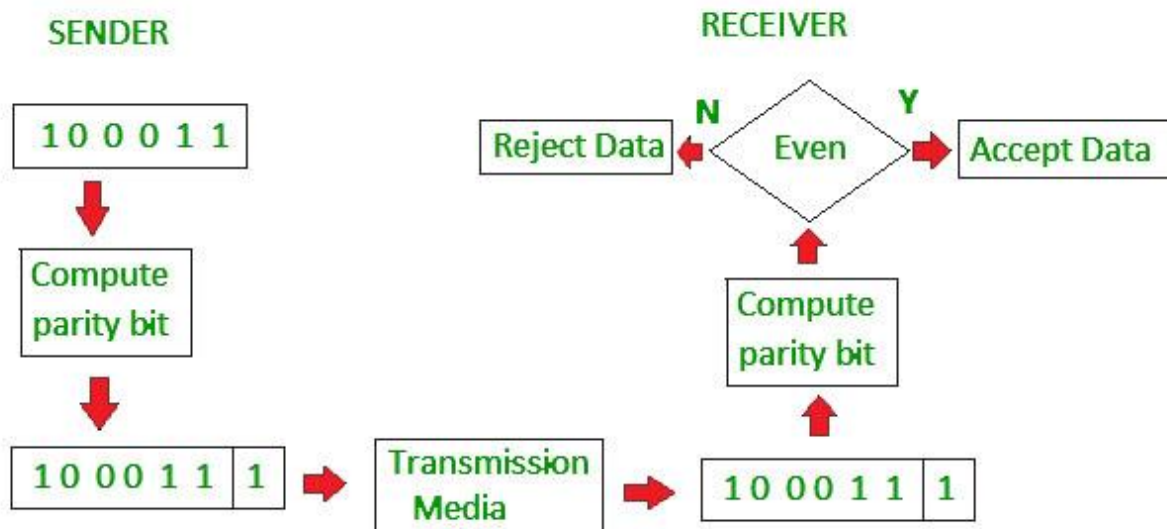 SENDER
1 0 0 0 1 1
Compute
parity bit
1 0 0 0 1 1 1
Transmission
Media
RECEIVER
1 0 0 0 1 1 1
Compute
parity bit
Even
N
Reject Data
Y
Accept Data